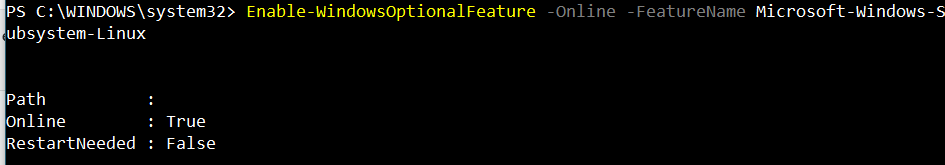 PS C:\WINDOWS\system32> Enable-WindowsOptionalFeature -Online -FeatureName Microsoft-Windows-S
ubsystem-Linux
Path          :
Online        : True
RestartNeeded : False